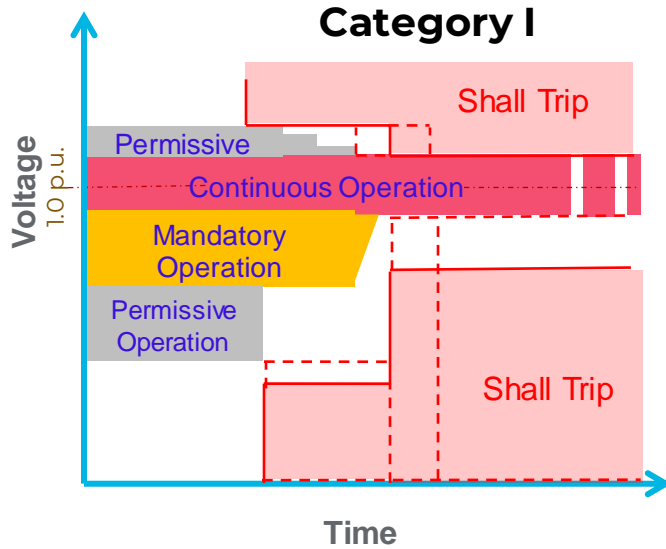 Category I
Shall Trip
Permissive
Continuous Operation
Voltage
1.0 p.u.
Mandatory
Operation
Permissive
Operation
Shall Trip
Time